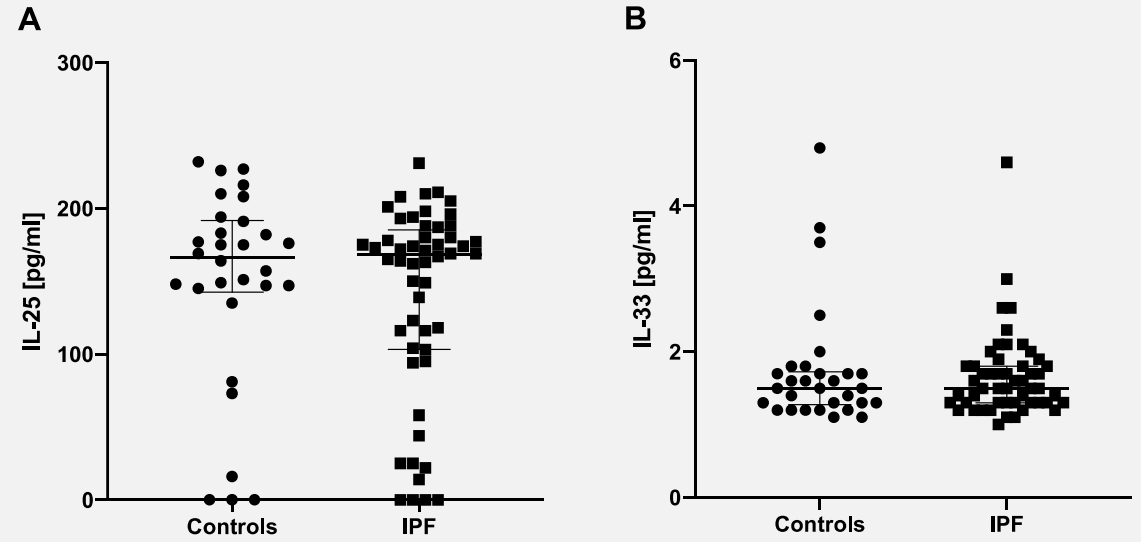 A
IL-25 [pg/ml]
300
200
100
0
Controls
IPF
B
IL-33 [pg/ml]
6
4
2
0
Controls
IPF